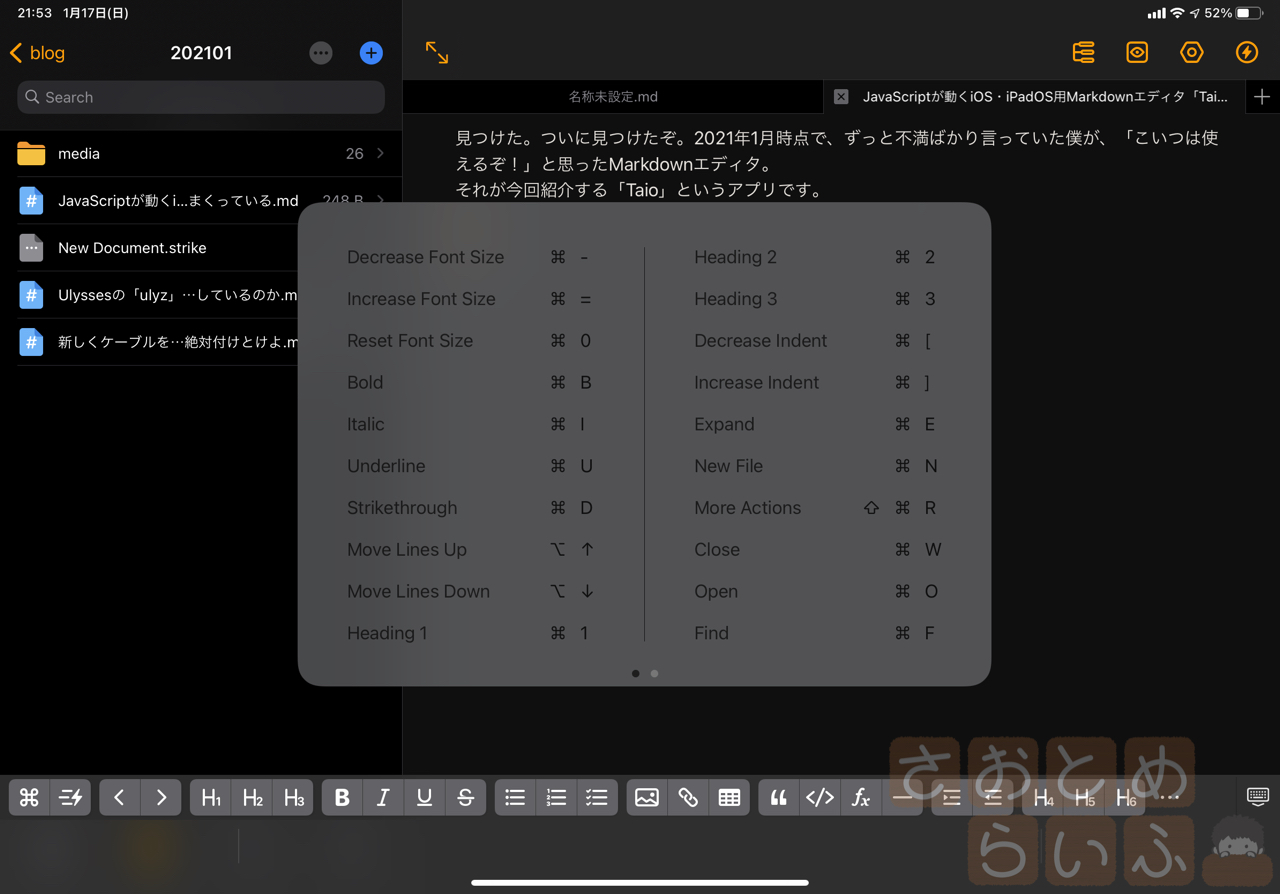 21:53 1月17日(日)
52%
blog
202101
Search
名称未設定.md
JavaScriptが動くiOS・iPadOS用Markdownエディタ「Tai...
media 26
JavaScriptが動くi...まくっている.md 248 B
New Document.strike
Ulyssesの「ulyz」…しているのか.m
新しくケーブルを…絶対付けとけよ.m
見つけた。ついに見つけたぞ。2021年1月時点で、ずっと不満ばかり言っていた僕が、「こいつは使
えるぞ！」と思ったMarkdownエディタ。
それが今回紹介する「Taio」というアプリです。
Decrease Font Size ⌘ -
Increase Font Size ⌘ =
Reset Font Size ⌘ 0
Bold ⌘ B
Italic ⌘ I
Underline ⌘ U
Strikethrough ⌘ D
Move Lines Up ⌥ ↑
Move Lines Down ⌥ ↓
Heading 1 ⌘ 1
Heading 2 ⌘ 2
Heading 3 ⌘ 3
Decrease Indent ⌘ [
Increase Indent ⌘ ]
Expand ⌘ E
New File ⌘ N
More Actions ⇧ ⌘ R
Close ⌘ W
Open ⌘ O
Find ⌘ F
⌘ H1 H2 H3 B I U S </> fx H4 H5 H6 ...
さおとめ
らいふ